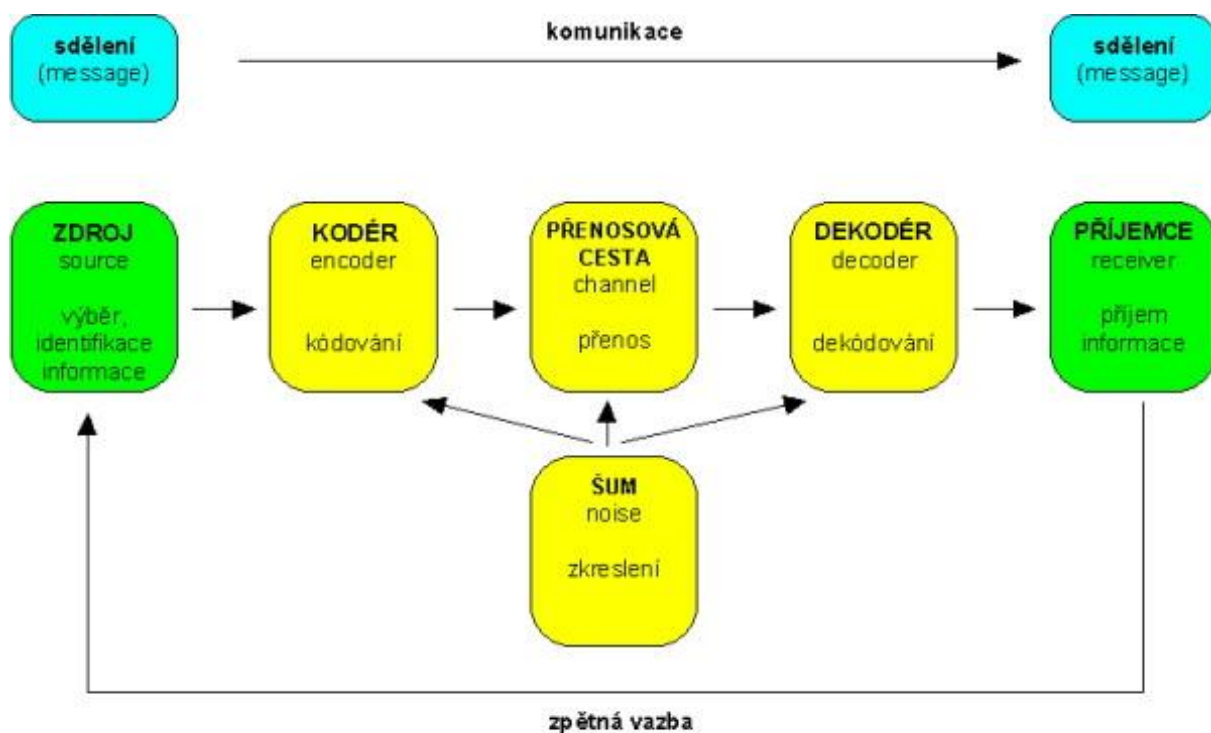 sdělení
(message)
komunikace
sdělení
(message)
ZDROJ
source
výběr,
identifikace
informace
KODÉR
encoder
kódování
PŘENOSOVÁ
CESTA
channel
přenos
DEKODÉR
decoder
dekódování
PŘÍJEMCE
receiver
příjem
informace
ŠUM
noise
zkreslení
zpětná vazba